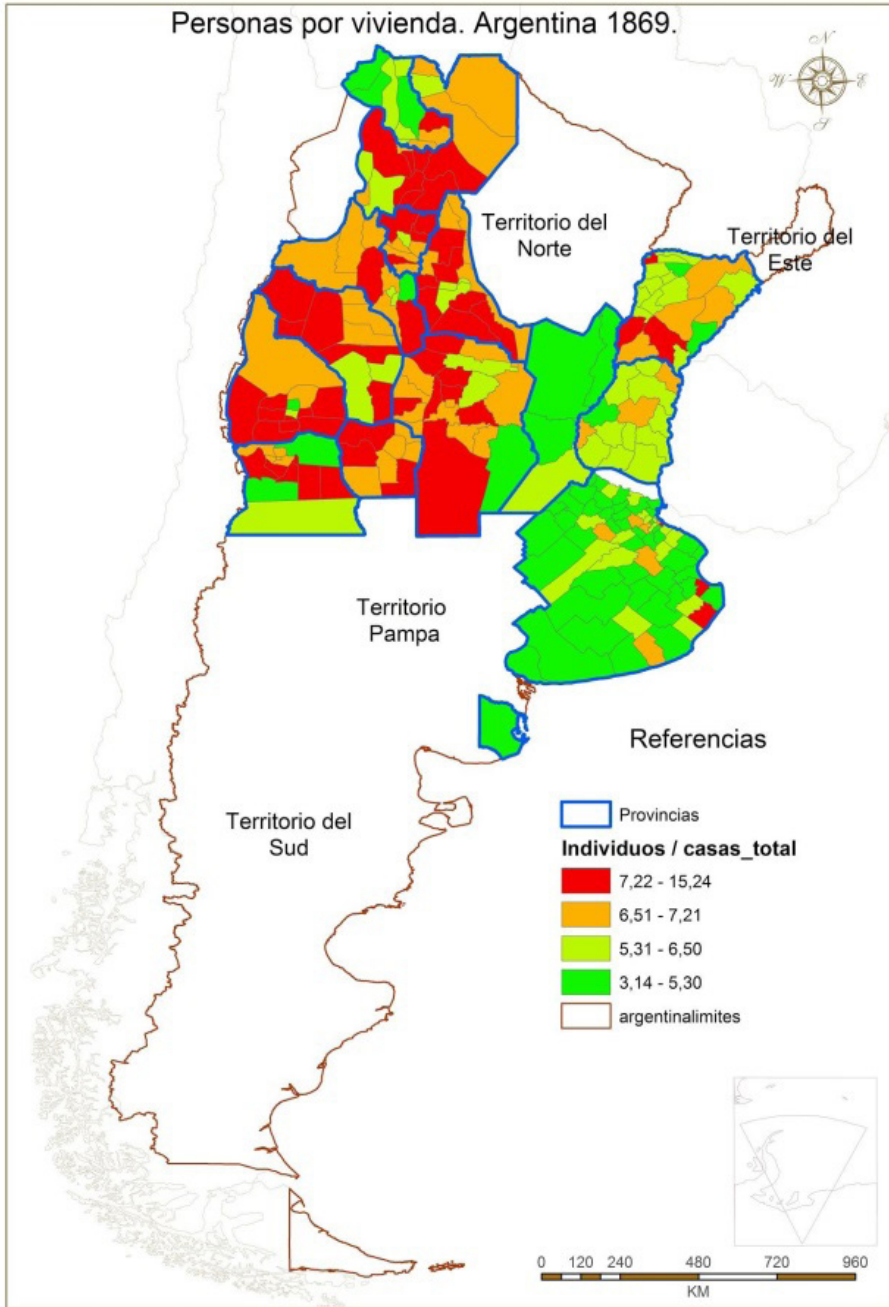 Personas por vivienda. Argentina 1869.
N
W
E
S
Territorio del
Norte
Territorio del
Este
Territorio
Pampa
Referencias
Territorio del
Sud
Provincias
Individuos / casas_total
7,22 - 15,24
6,51 - 7,21
5,31 - 6,50
3,14 - 5,30
argentinalimites
0 120 240 480 720 960
KM